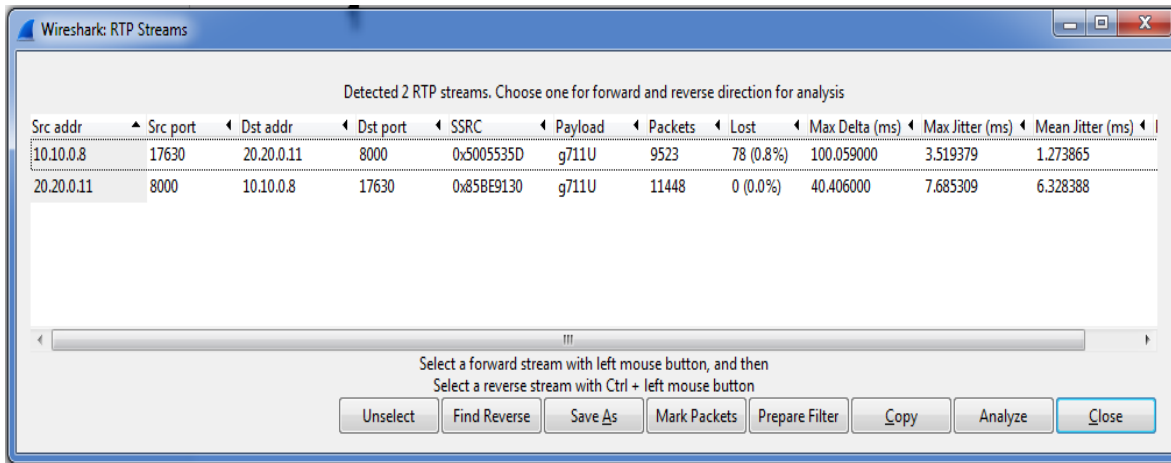 Wireshark: RTP Streams
Detected 2 RTP streams. Choose one for forward and reverse direction for analysis
Src addr Src port Dst addr Dst port SSRC Payload Packets Lost Max Delta (ms) Max Jitter (ms) Mean Jitter (ms)
10.10.0.8 17630 20.20.0.11 8000 0x5005535D g711U 9523 78 (0.8%) 100.059000 3.519379 1.273865
20.20.0.11 8000 10.10.0.8 17630 0x85BE9130 g711U 11448 0 (0.0%) 40.406000 7.685309 6.328388
Select a forward stream with left mouse button, and then
Select a reverse stream with Ctrl + left mouse button
Unselect Find Reverse Save As Mark Packets Prepare Filter Copy Analyze Close